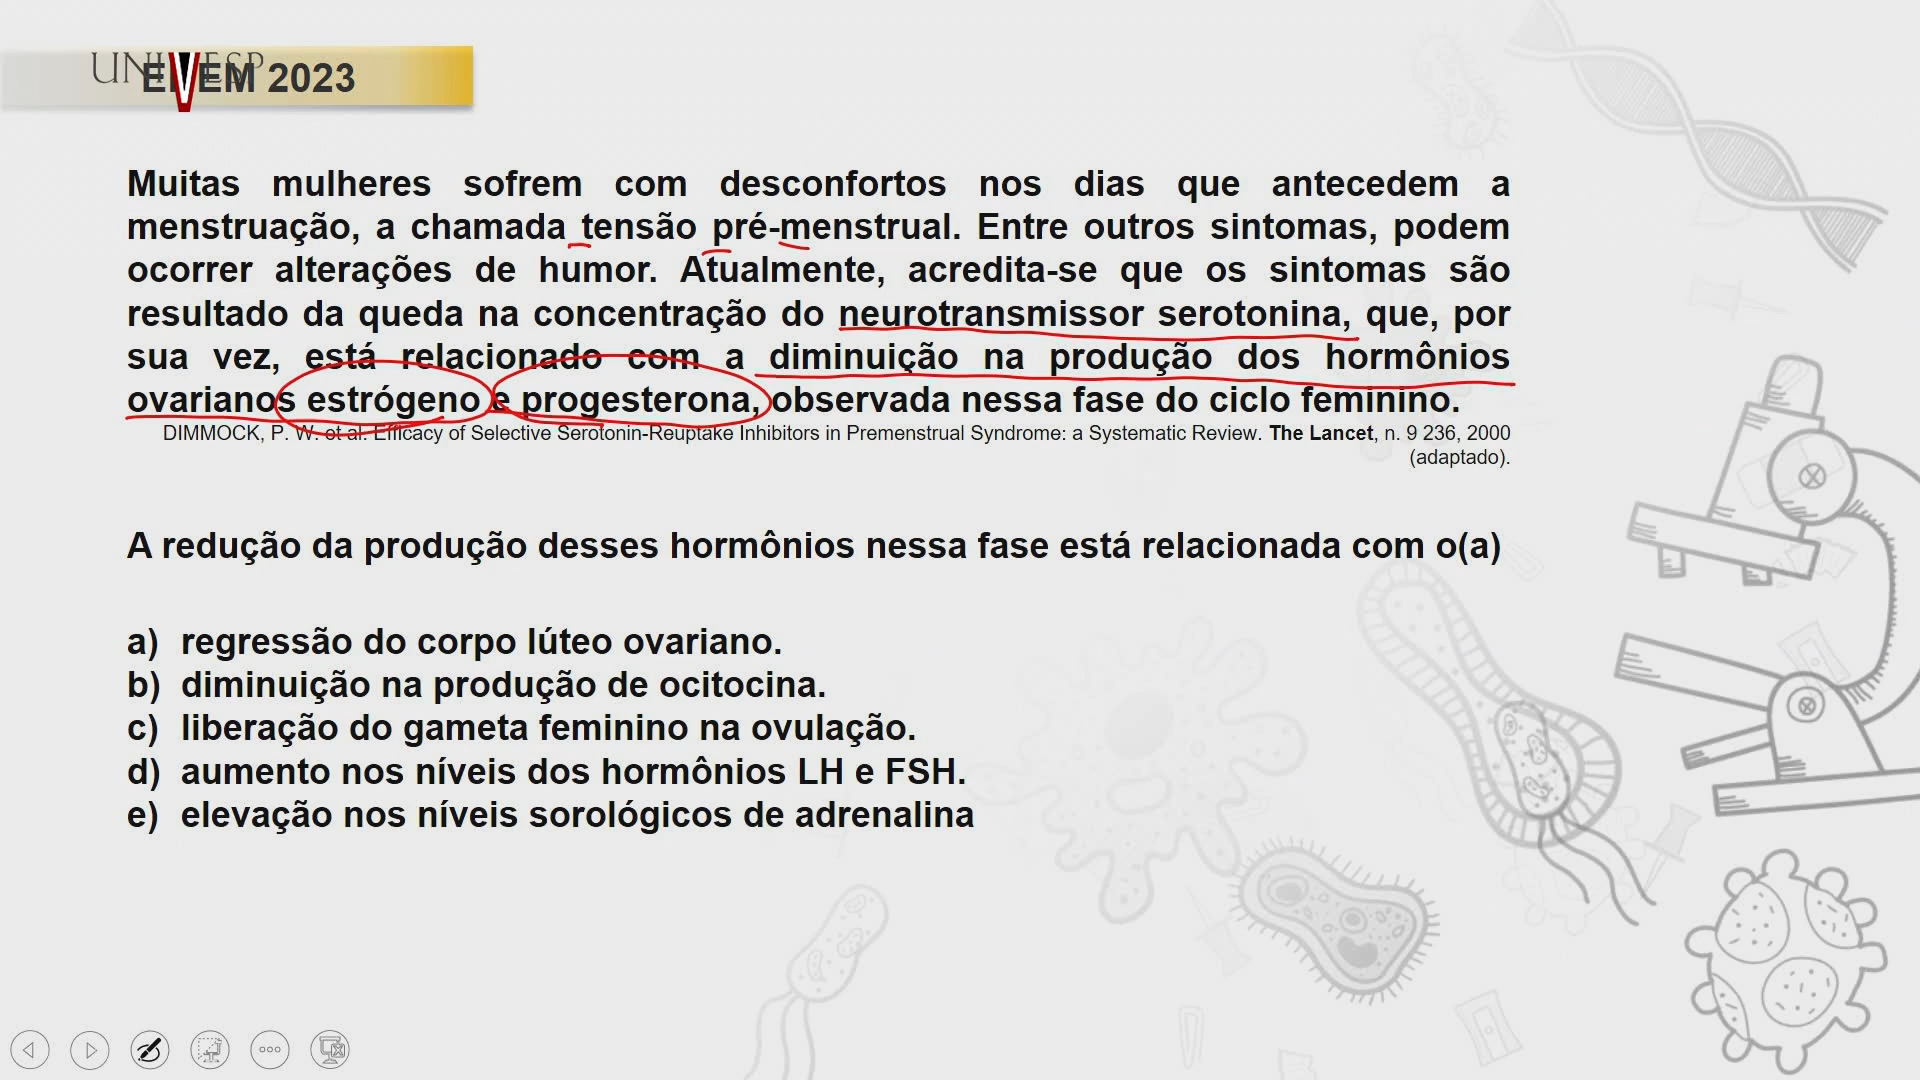 UNIVESP
ENEM 2023
Muitas mulheres sofrem com desconfortos nos dias que antecedem a
menstruação, a chamada tensão pré-menstrual. Entre outros sintomas, podem
ocorrer alterações de humor. Atualmente, acredita-se que os sintomas são
resultado da queda na concentração do neurotransmissor serotonina, que, por
sua vez, está relacionado com a diminuição na produção dos hormônios
ovarianos estrógeno e progesterona, observada nessa fase do ciclo feminino.
DIMMOCK, P. W. et al. Efficacy of Selective Serotonin-Reuptake Inhibitors in Premenstrual Syndrome: a Systematic Review. The Lancet, n. 9 236, 2000
(adaptado).
A redução da produção desses hormônios nessa fase está relacionada com o(a)
a) regressão do corpo lúteo ovariano.
b) diminuição na produção de ocitocina.
c) liberação do gameta feminino na ovulação.
d) aumento nos níveis dos hormônios LH e FSH.
e) elevação nos níveis sorológicos de adrenalina